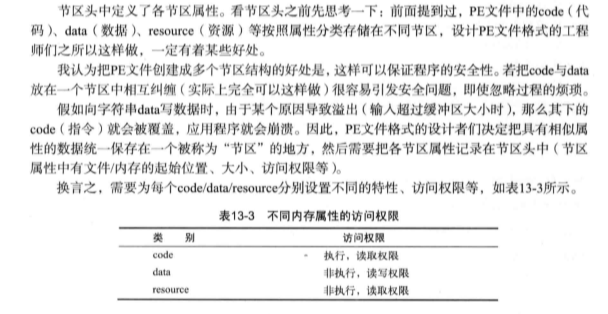 节区头中定义了各节区属性。看节区头之前先思考一下：前面提到过，PE文件中的code（代
码）、data（数据）、resource（资源）等按照属性分类存储在不同节区，设计PE文件格式的工程
师们之所以这样做，一定有着某些好处。
我认为把PE文件创建成多个节区结构的好处是，这样可以保证程序的安全性。若把code与data
放在一个节区中相互纠缠（实际上完全可以这样做）很容易引发安全问题，即使忽略过程的烦琐。
假如向字符串data写数据时，由于某个原因导致溢出（输入超过缓冲区大小时），那么其下的
code（指令）就会被覆盖，应用程序就会崩溃。因此，PE文件格式的设计者们决定把具有相似属
性的数据统一保存在一个被称为“节区”的地方，然后需要把各节区属性记录在节区头中（节区
属性中有文件/内存的起始位置、大小、访问权限等）。
换言之，需要为每个code/data/resource分别设置不同的特性、访问权限等，如表13-3所示。
表13-3 不同内存属性的访问权限
类 别 访问权限
code 执行，读取权限
data 非执行，读写权限
resource 非执行，读取权限